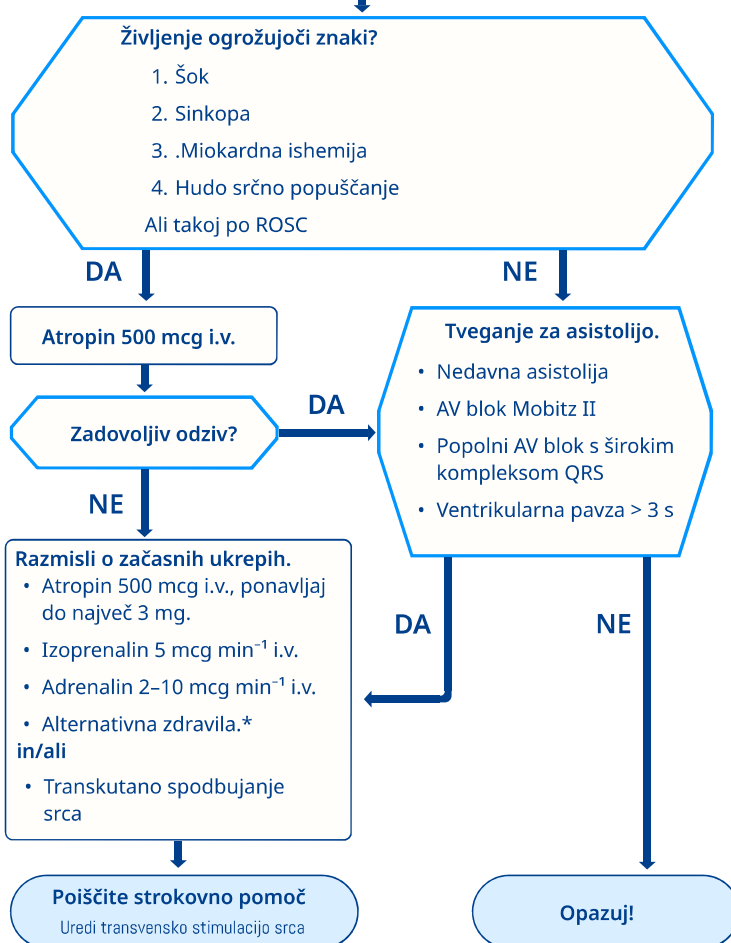 Življenje ogrožujoči znaki?
1. Šok
2. Sinkopa
3. .Miokardna ishemija
4. Hudo srčno popuščanje
Ali takoj po ROSC
DA
NE
Atropin 500 mcg i.v.
Zadovoljiv odziv?
DA
Tveganje za asistolijo.
• Nedavna asistolija
• AV blok Mobitz II
• Popolni AV blok s širokim
kompleksom QRS
• Ventrikularna pavza > 3 s
NE
Razmisli o začasnih ukrepih.
• Atropin 500 mcg i.v., ponavljaj
do največ 3 mg.
• Izoprenalin 5 mcg min⁻¹ i.v.
• Adrenalin 2–10 mcg min⁻¹ i.v.
• Alternativna zdravila.*
in/ali
• Transkutano spodbujanje
srca
DA
NE
Poiščite strokovno pomoč
Uredi transvensko stimulacijo srca
Opazuj!